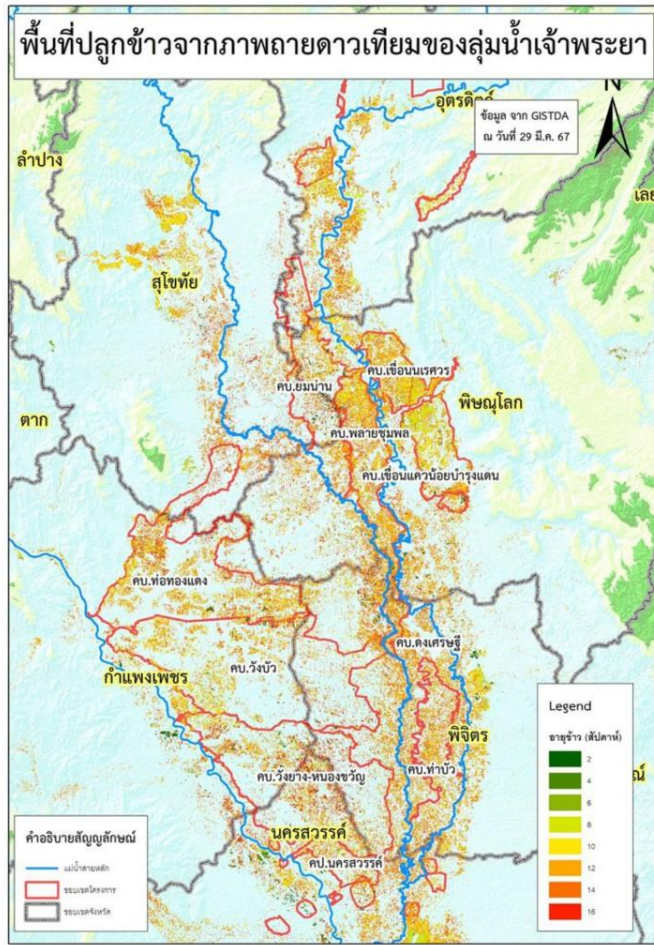 พื้นที่ปลูกข้าวจากภาพถ่ายดาวเทียมของลุ่มน้ำเจ้าพระยา
N
อุตรดิตถ์
ข้อมูล จาก GISTDA
ณ วันที่ 29 มี.ค. 67
ลำปาง
เลย
สุโขทัย
คบ.เขื่อนนเรศวร
คบ.ยมน่าน
พิษณุโลก
ตาก
คบ.พลายชุมพล
คบ.เขื่อนแควน้อยบำรุงแดน
คบ.ท่อทองแดง
คบ.ดงเศรษฐี
คบ.วังบัว
กำแพงเพชร
พิจิตร
คบ.ท่าบัว
คบ.วังยาง-หนองขวัญ
นครสวรรค์
คป.นครสวรรค์
Legend
อายุข้าว (สัปดาห์)
2
4
6
8
10
12
14
16
ณ์
คำอธิบายสัญญลักษณ์
แม่น้ำสายหลัก
ขอบเขตโครงการ
ขอบเขตจังหวัด